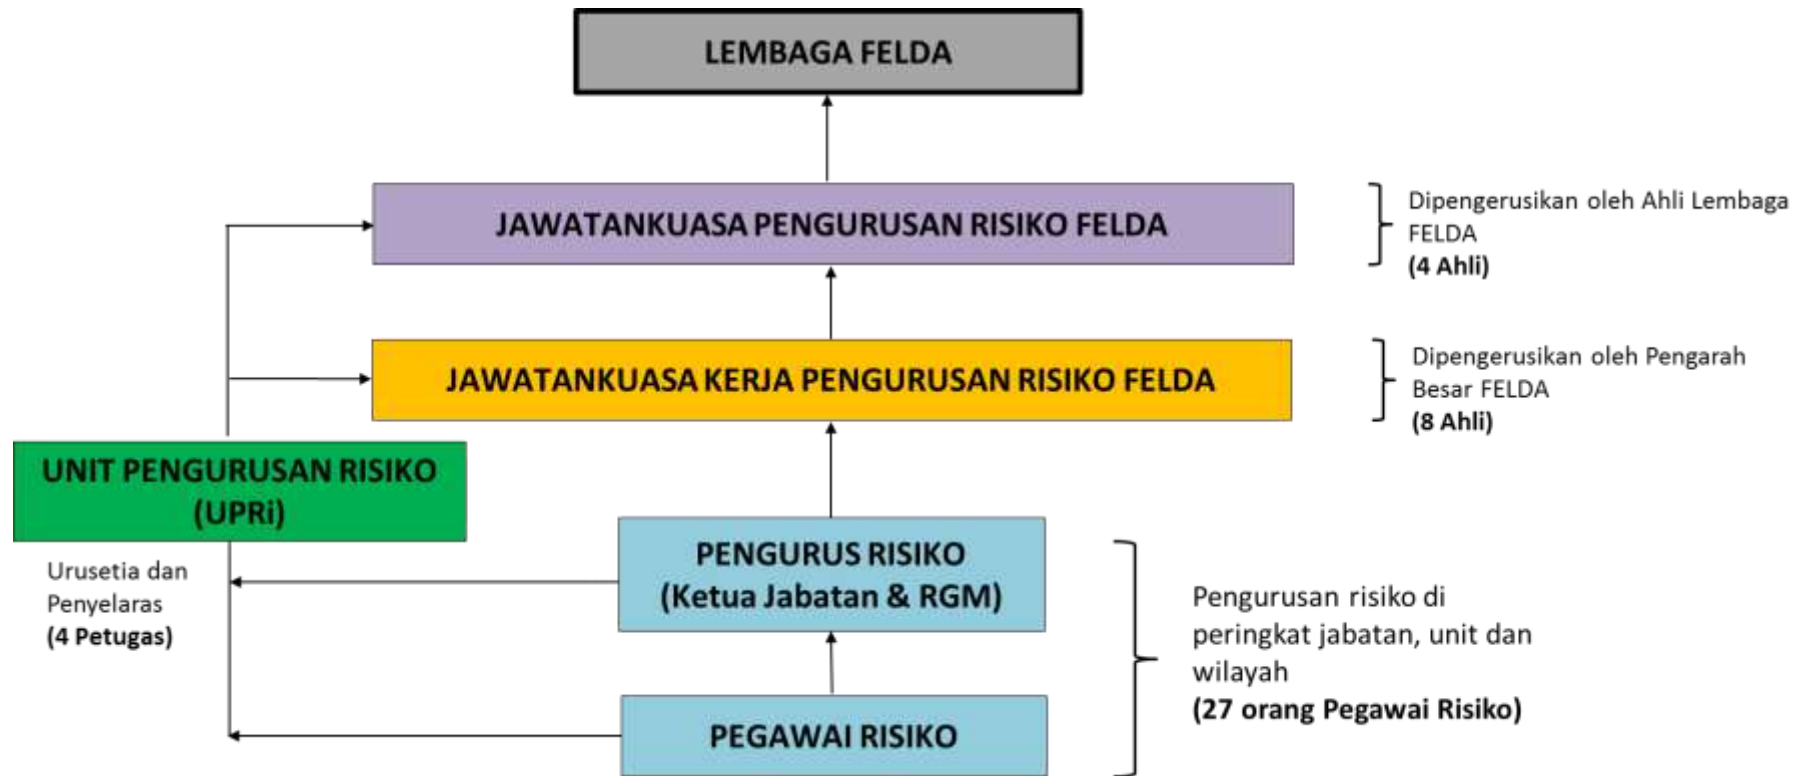 LEMBAGA FELDA
JAWATANKUASA PENGURUSAN RISIKO FELDA
Dipengerusikan oleh Ahli Lembaga
FELDA
(4 Ahli)
JAWATANKUASA KERJA PENGURUSAN RISIKO FELDA
Dipengerusikan oleh Pengarah
Besar FELDA
(8 Ahli)
UNIT PENGURUSAN RISIKO
(UPRi)
Urusetia dan
Penyelaras
(4 Petugas)
PENGURUS RISIKO
(Ketua Jabatan & RGM)
PEGAWAI RISIKO
Pengurusan risiko di
peringkat jabatan, unit dan
wilayah
(27 orang Pegawai Risiko)